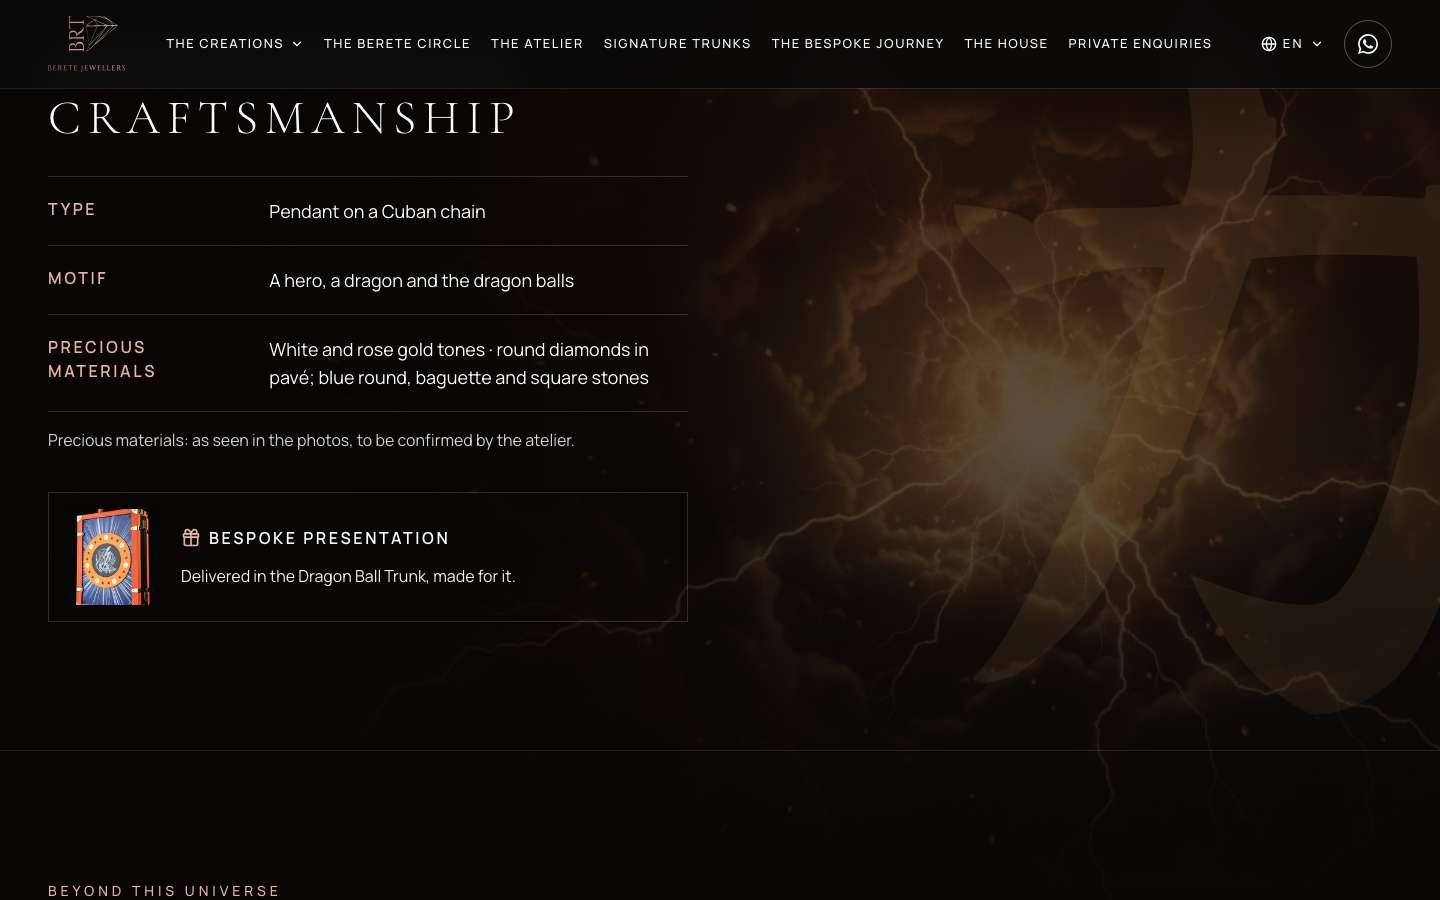 BRT
BERETE JEWELLERS
THE CREATIONS
THE BERETE CIRCLE
THE ATELIER
SIGNATURE TRUNKS
THE BESPOKE JOURNEY
THE HOUSE
PRIVATE ENQUIRIES
EN
CRAFTSMANSHIP
TYPE
Pendant on a Cuban chain
MOTIF
A hero, a dragon and the dragon balls
PRECIOUS
MATERIALS
White and rose gold tones · round diamonds in
pavé; blue round, baguette and square stones
Precious materials: as seen in the photos, to be confirmed by the atelier.
BESPOKE PRESENTATION
Delivered in the Dragon Ball Trunk, made for it.
BEYOND THIS UNIVERSE